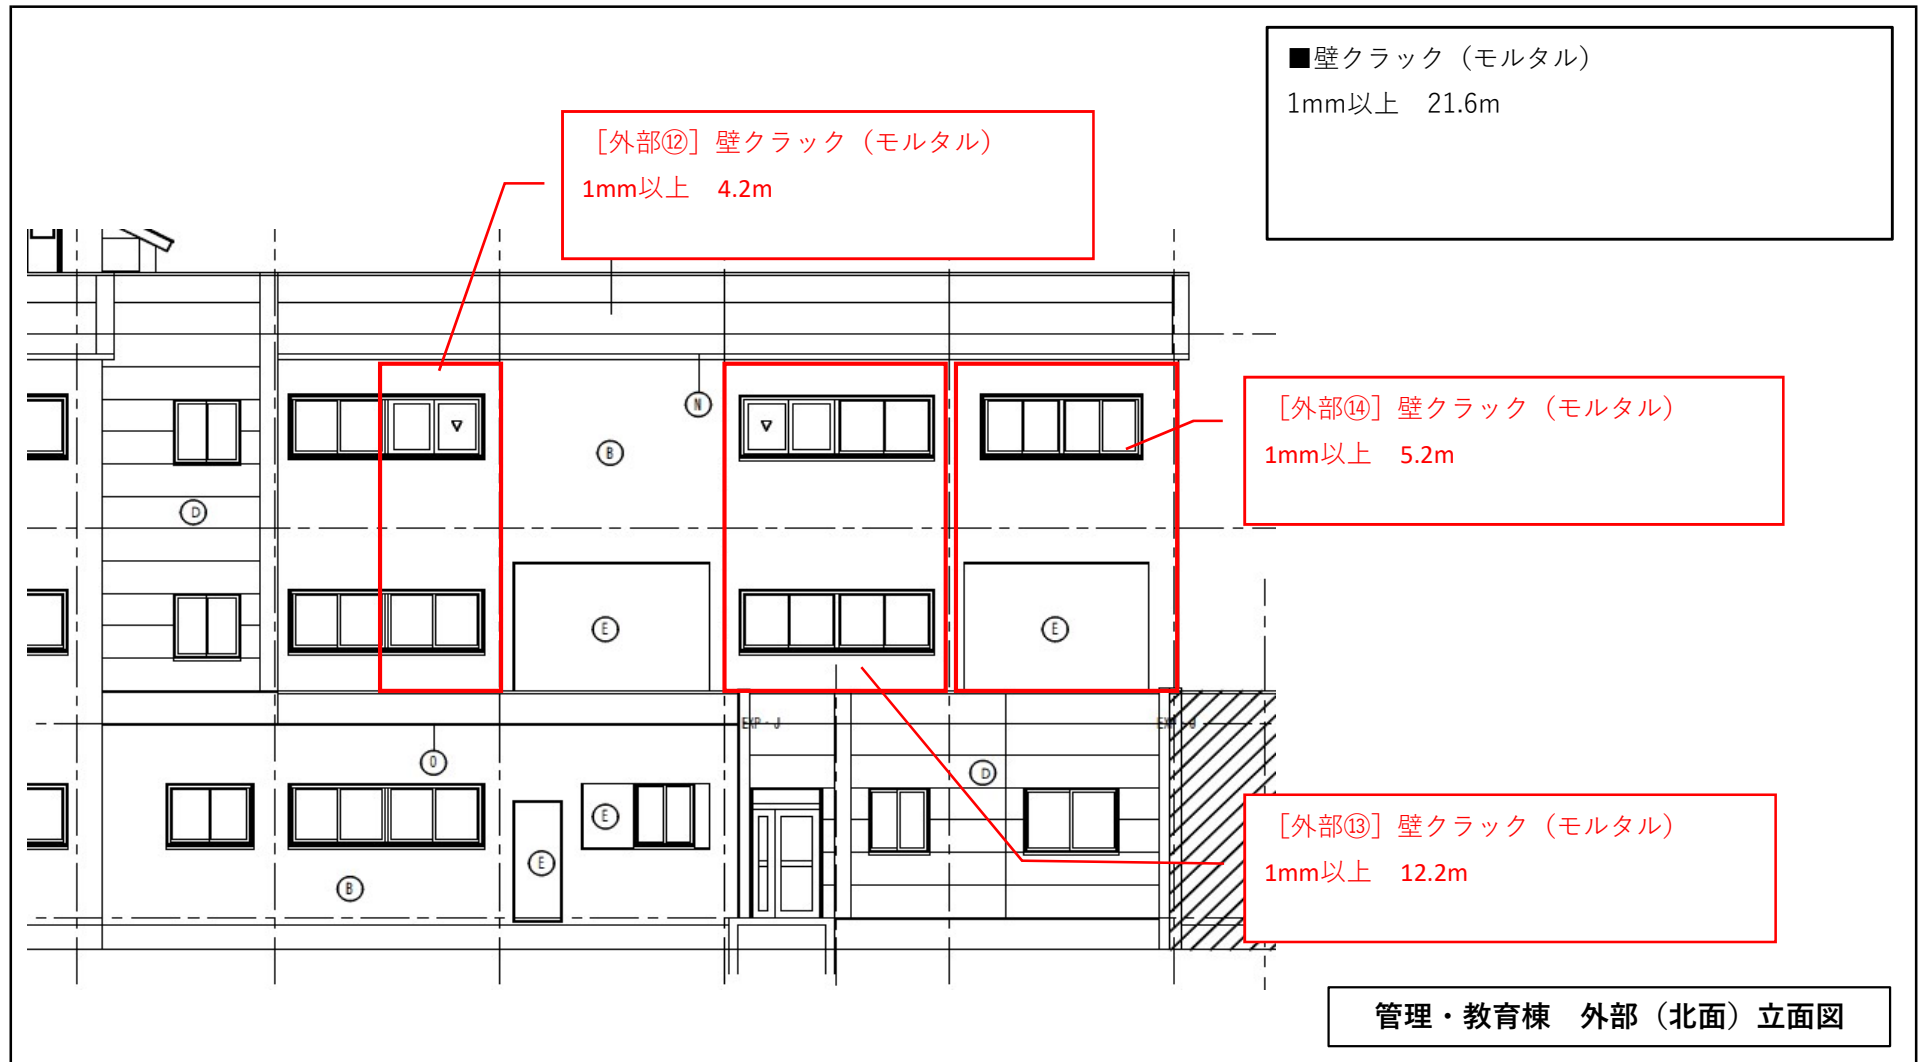 ■壁クラック（モルタル）
1mm以上　21.6m
［外部⑫］壁クラック（モルタル）
1mm以上　4.2m
N
B
D
［外部⑭］壁クラック（モルタル）
1mm以上　5.2m
E
E
EXP - J
EXP - J
O
D
E
E
B
［外部⑬］壁クラック（モルタル）
1mm以上　12.2m
管理・教育棟　外部（北面）立面図